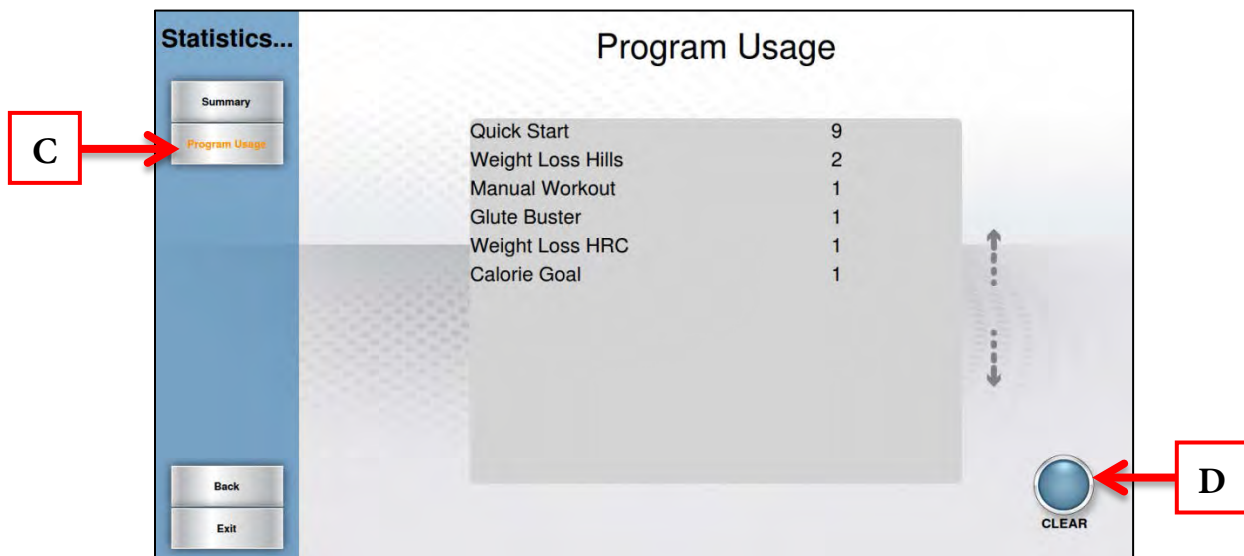 Statistics...
Program Usage
Summary
C
Program Usage
Quick Start 9
Weight Loss Hills 2
Manual Workout 1
Glute Buster 1
Weight Loss HRC 1
Calorie Goal 1
Back
Exit
CLEAR
D